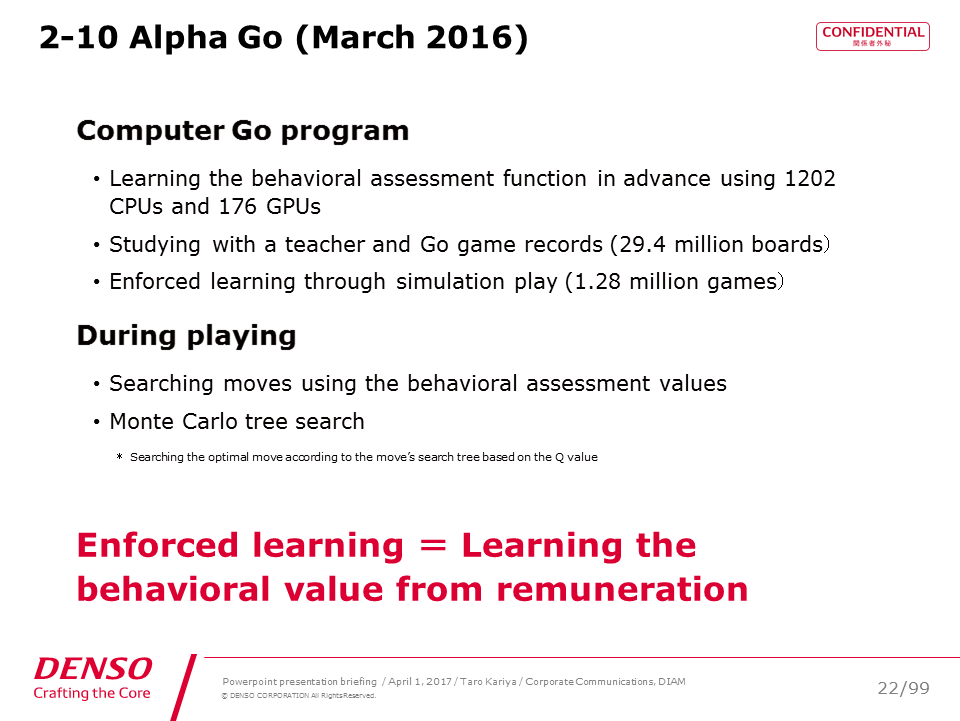 2-10 Alpha Go (March 2016)
CONFIDENTIAL
関係者外秘
Computer Go program
• Learning the behavioral assessment function in advance using 1202
CPUs and 176 GPUs
• Studying with a teacher and Go game records (29.4 million boards）
• Enforced learning through simulation play (1.28 million games）
During playing
• Searching moves using the behavioral assessment values
• Monte Carlo tree search
* Searching the optimal move according to the move’s search tree based on the Q value
Enforced learning ＝ Learning the
behavioral value from remuneration
DENSO
Crafting the Core
Powerpoint presentation briefing / April 1, 2017 / Taro Kariya / Corporate Communications, DIAM
© DENSO CORPORATION All Rights Reserved.
22/99